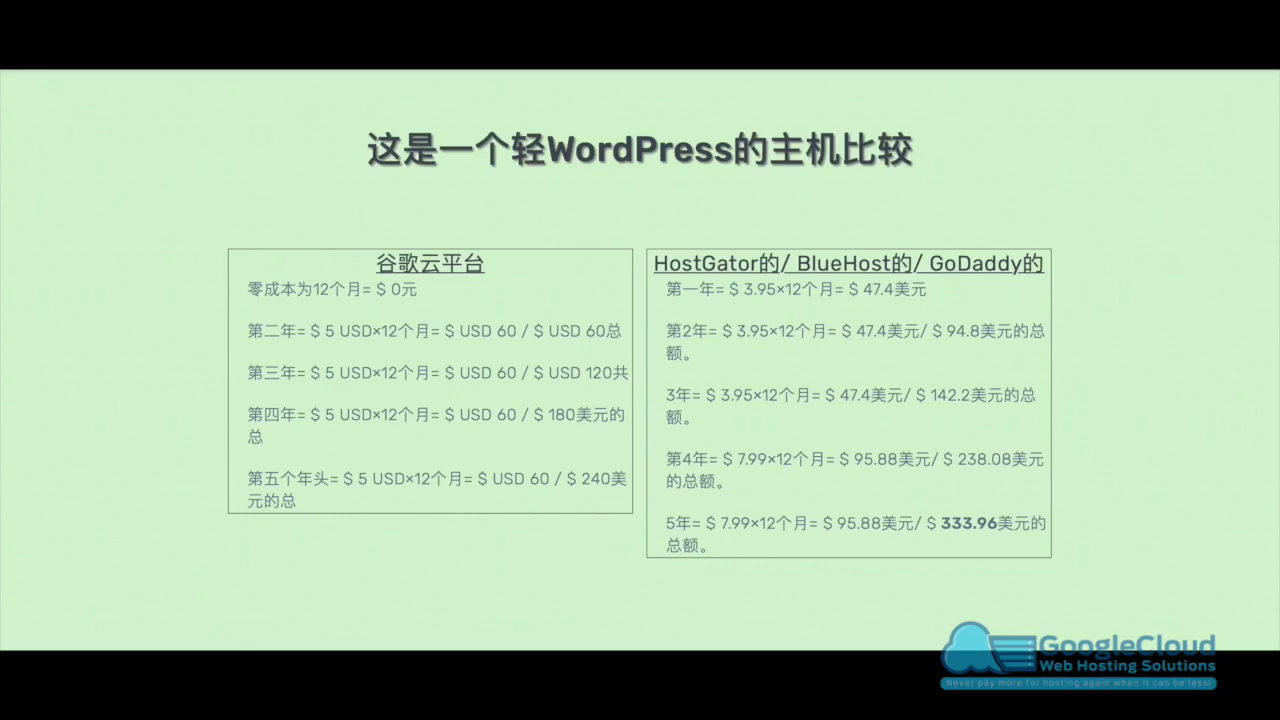 这是一个轻WordPress的主机比较
谷歌云平台
零成本为12个月= $ 0元
第二年= $ 5 USD×12个月= $ USD 60 / $ USD 60总
第三年= $ 5 USD×12个月= $ USD 60 / $ USD 120共
第四年= $ 5 USD×12个月= $ USD 60 / $ 180美元的
总
第五个年头= $ 5 USD×12个月= $ USD 60 / $ 240美
元的总
HostGator的/ BlueHost的/ GoDaddy的
第一年= $ 3.95×12个月= $ 47.4美元
第2年= $ 3.95×12个月= $ 47.4美元/ $ 94.8美元的总
额。
3年= $ 3.95×12个月= $ 47.4美元/ $ 142.2美元的总
额。
第4年= $ 7.99×12个月= $ 95.88美元/ $ 238.08美元
的总额。
5年= $ 7.99×12个月= $ 95.88美元/ $ 333.96美元的
总额。
GoogleCloud
Web Hosting Solutions
Never pay more for hosting again when it can be less!